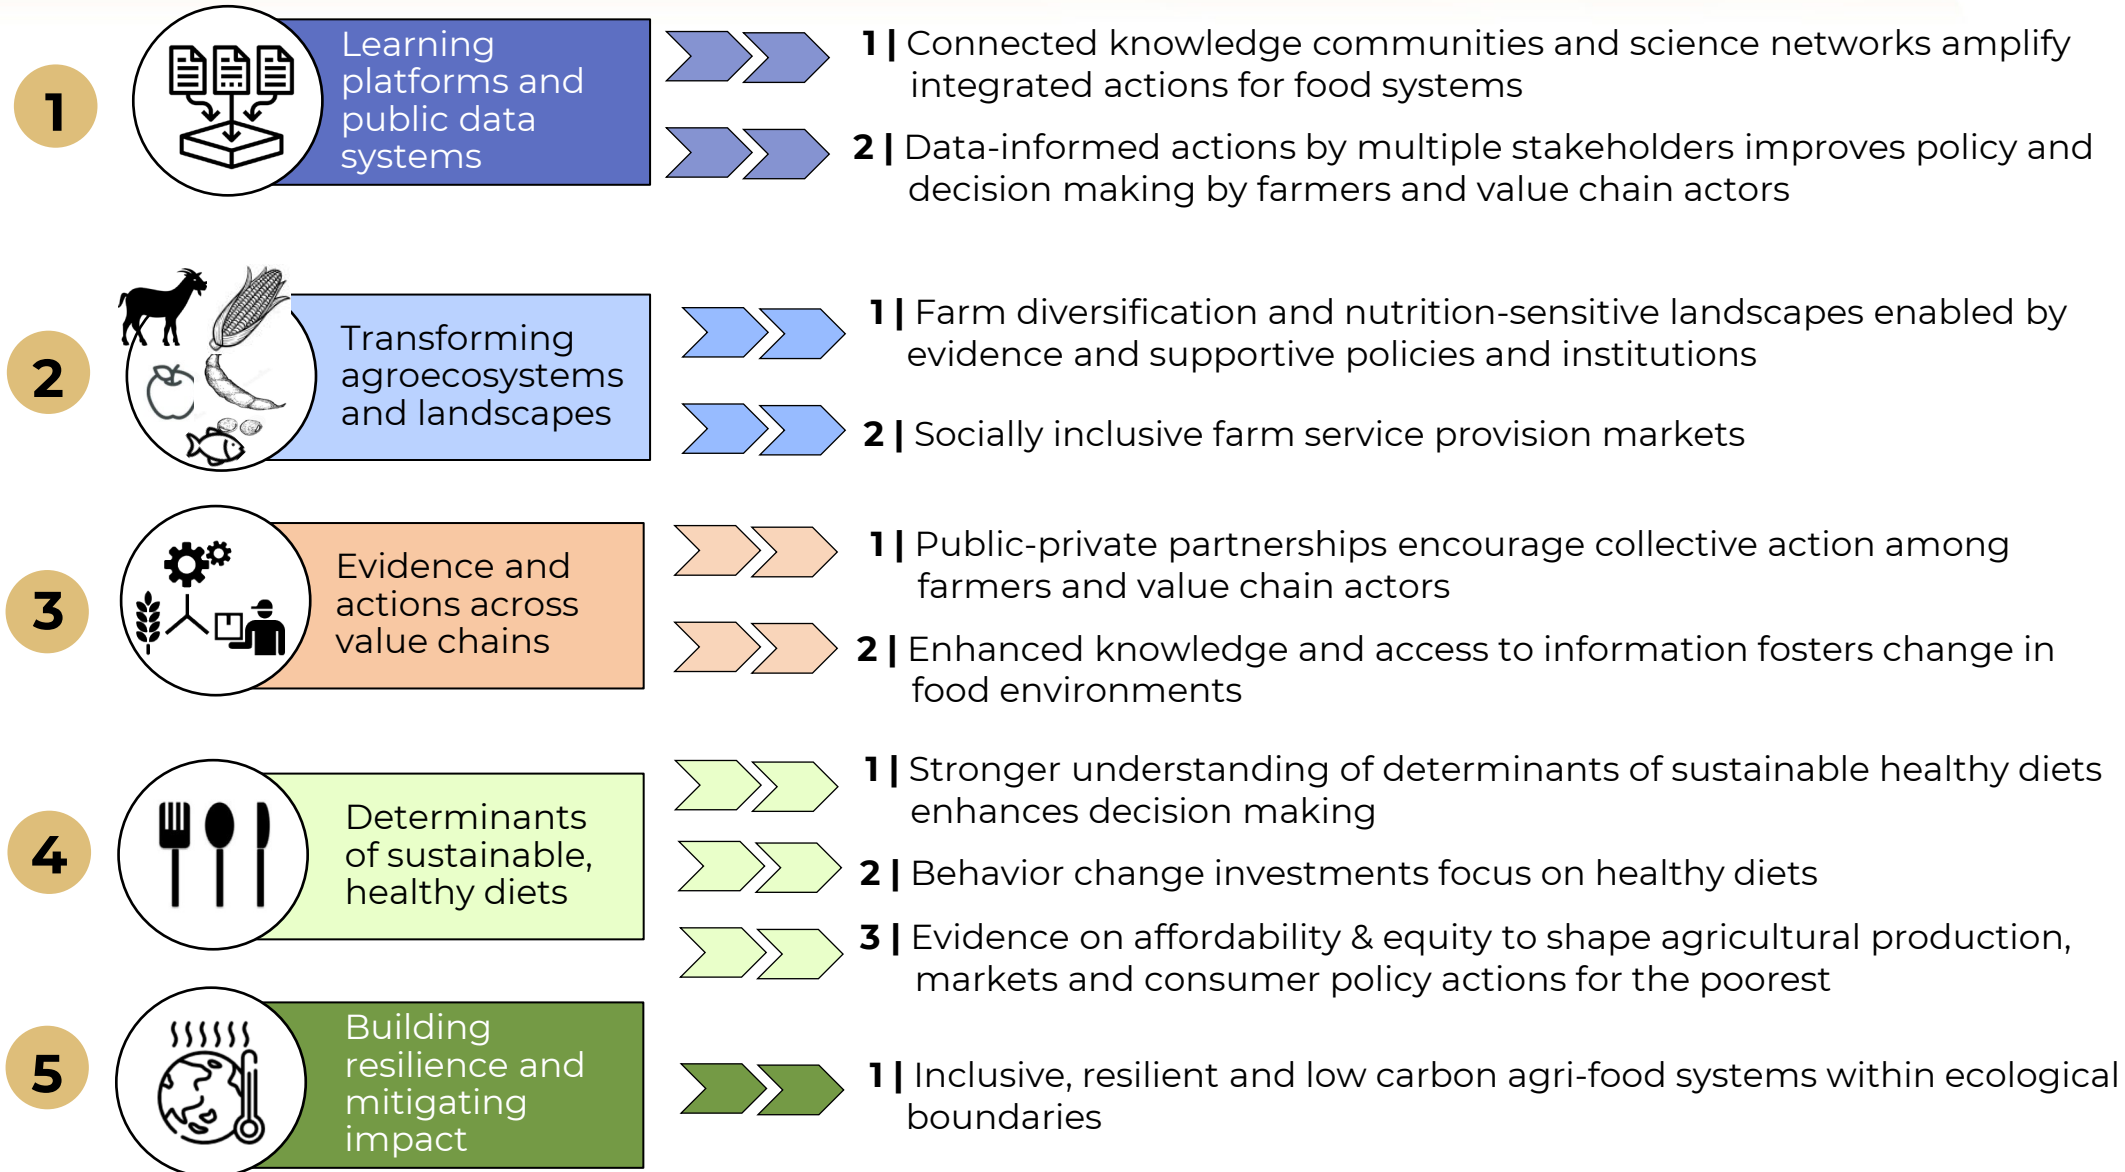 1
Learning
platforms and
public data
systems
1 | Connected knowledge communities and science networks amplify
integrated actions for food systems
2 | Data-informed actions by multiple stakeholders improves policy and
decision making by farmers and value chain actors
2
Transforming
agroecosystems
and landscapes
1 | Farm diversification and nutrition-sensitive landscapes enabled by
evidence and supportive policies and institutions
2 | Socially inclusive farm service provision markets
3
Evidence and
actions across
value chains
1 | Public-private partnerships encourage collective action among
farmers and value chain actors
2 | Enhanced knowledge and access to information fosters change in
food environments
4
Determinants
of sustainable,
healthy diets
1 | Stronger understanding of determinants of sustainable healthy diets
enhances decision making
2 | Behavior change investments focus on healthy diets
3 | Evidence on affordability & equity to shape agricultural production,
markets and consumer policy actions for the poorest
5
Building
resilience and
mitigating
impact
1 | Inclusive, resilient and low carbon agri-food systems within ecological
boundaries